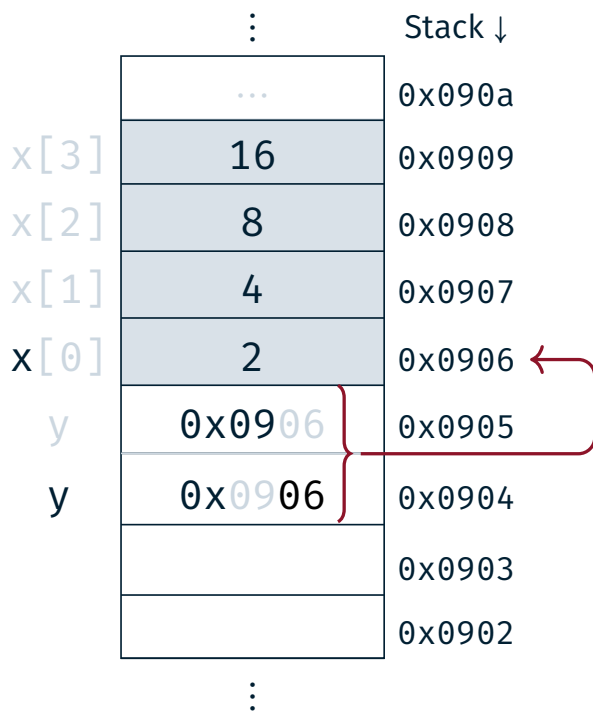 ⋮ Stack ↓
... 0x090a
x[3] 16 0x0909
x[2] 8 0x0908
x[1] 4 0x0907
x[0] 2 0x0906
y 0x0906 0x0905
y 0x0906 0x0904
0x0903
0x0902
⋮